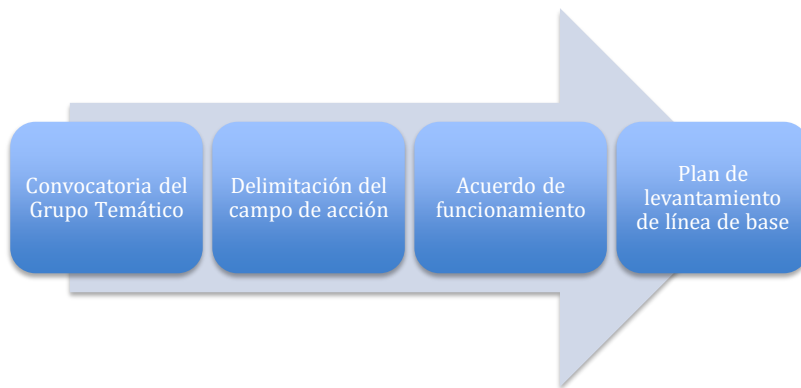 Convocatoria del
Grupo Temático
Delimitación del
campo de acción
Acuerdo de
funcionamiento
Plan de
levantamiento
de línea de base